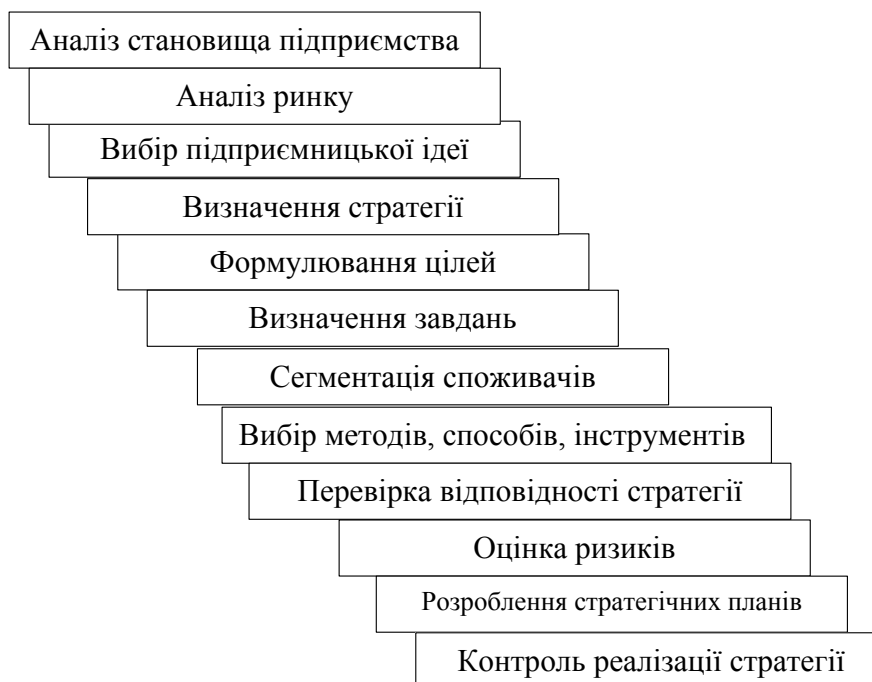 Аналіз становища підприємства
Аналіз ринку
Вибір підприємницької ідеї
Визначення стратегії
Формулювання цілей
Визначення завдань
Сегментація споживачів
Вибір методів, способів, інструментів
Перевірка відповідності стратегії
Оцінка ризиків
Розроблення стратегічних планів
Контроль реалізації стратегії